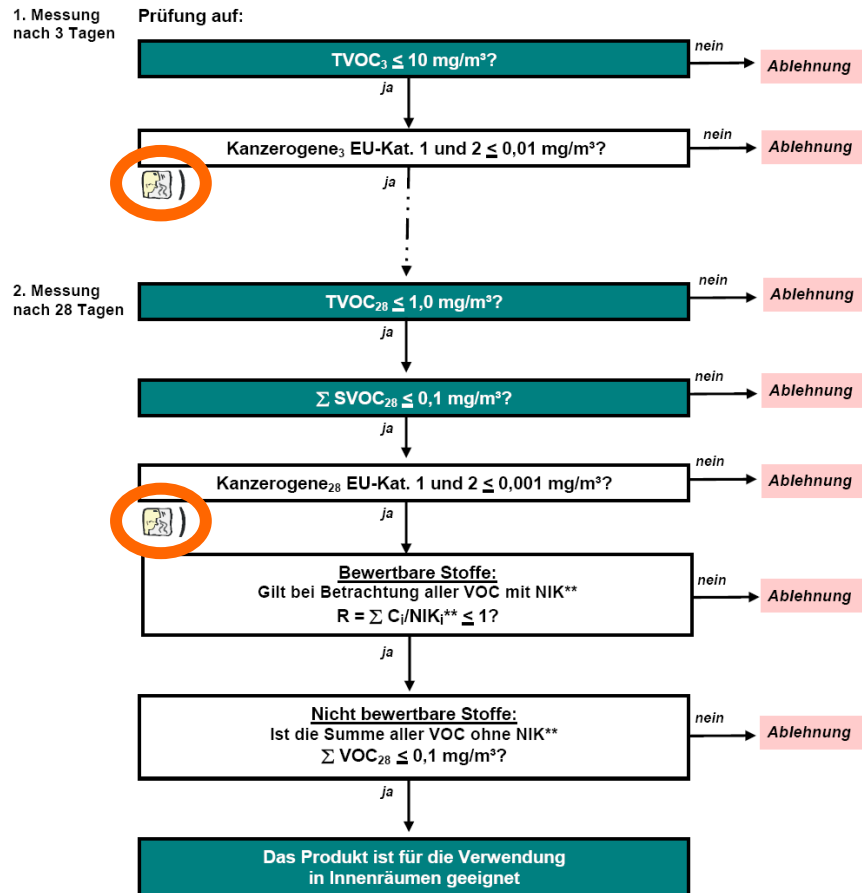 1. Messung
nach 3 Tagen
Prüfung auf:
TVOC₃ ≤ 10 mg/m³?
nein
Ablehnung
ja
Kanzerogene₃ EU-Kat. 1 und 2 ≤ 0,01 mg/m³?
nein
Ablehnung
)
ja
2. Messung
nach 28 Tagen
TVOC₂₈ ≤ 1,0 mg/m³?
nein
Ablehnung
ja
Σ SVOC₂₈ ≤ 0,1 mg/m³?
nein
Ablehnung
ja
Kanzerogene₂₈ EU-Kat. 1 und 2 ≤ 0,001 mg/m³?
nein
Ablehnung
)
ja
Bewertbare Stoffe:
Gilt bei Betrachtung aller VOC mit NIK**
R = Σ Cᵢ/NIKᵢ** ≤ 1?
nein
Ablehnung
ja
Nicht bewertbare Stoffe:
Ist die Summe aller VOC ohne NIK**
Σ VOC₂₈ ≤ 0,1 mg/m³?
nein
Ablehnung
ja
Das Produkt ist für die Verwendung
in Innenräumen geeignet